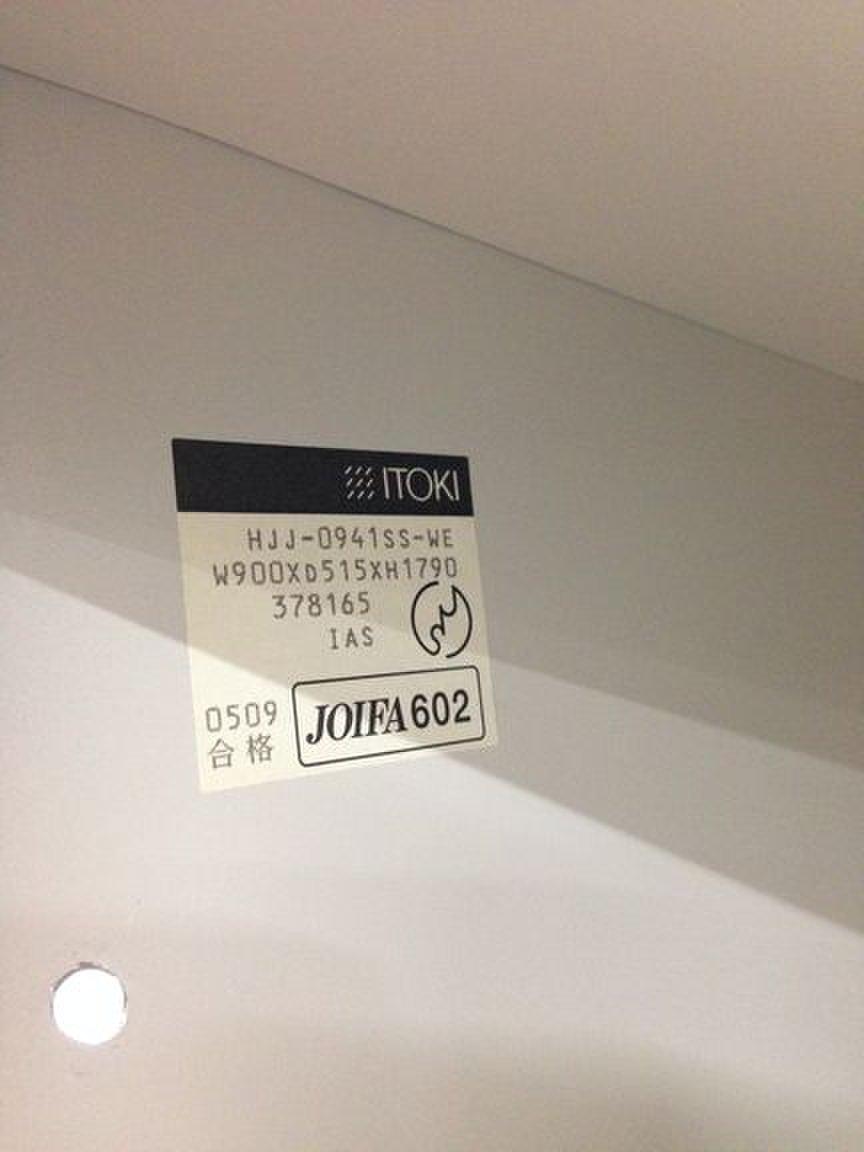 ITOKI
HJJ-0941SS-WE
W900XD515XH1790
378165
IAS
0509
合格
JOIFA602